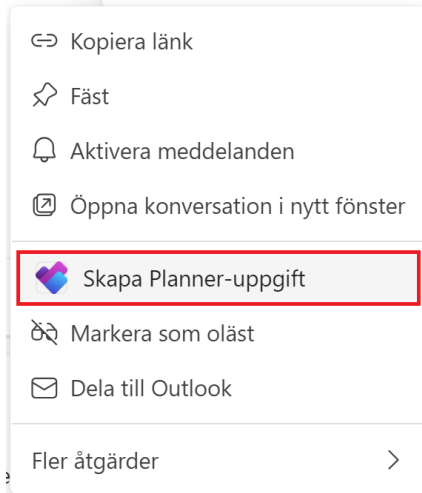 Kopiera länk
Fäst
Aktivera meddelanden
Öppna konversation i nytt fönster
Skapa Planner-uppgift
Markera som oläst
Dela till Outlook
Fler åtgärder